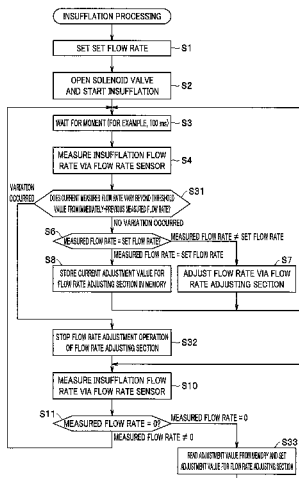 INSUFFLATION PROCESSING
SET SET FLOW RATE
S1
OPEN SOLENOID VALVE
AND START INSUFFLATION
S2
WAIT FOR MOMENT (FOR EXAMPLE, 100 ms)
S3
MEASURE INSUFFLATION FLOW
RATE VIA FLOW RATE SENSOR
S4
VARIATION
OCCURRED
S31
DOES CURRENT MEASURED FLOW RATE VARY BEYOND THRESHOLD
VALUE FROM IMMEDIATELY-PREVIOUS MEASURED FLOW RATE?
NO VARIATION OCCURRED
S6
MEASURED FLOW RATE = SET FLOW RATE?
MEASURED FLOW RATE ≠ SET FLOW RATE
MEASURED FLOW RATE = SET FLOW RATE
S8
STORE CURRENT ADJUSTMENT VALUE FOR
FLOW RATE ADJUSTING SECTION IN MEMORY
S7
ADJUST FLOW RATE VIA FLOW
RATE ADJUSTING SECTION
STOP FLOW RATE ADJUSTMENT OPERATION
OF FLOW RATE ADJUSTING SECTION
S32
MEASURE INSUFFLATION FLOW
RATE VIA FLOW RATE SENSOR
S10
S11
MEASURED FLOW RATE = 0?
MEASURED FLOW RATE = 0
MEASURED FLOW RATE ≠ 0
S33
READ ADJUSTMENT VALUE FROM MEMORY AND SET
ADJUSTMENT VALUE FOR FLOW RATE ADJUSTING SECTION